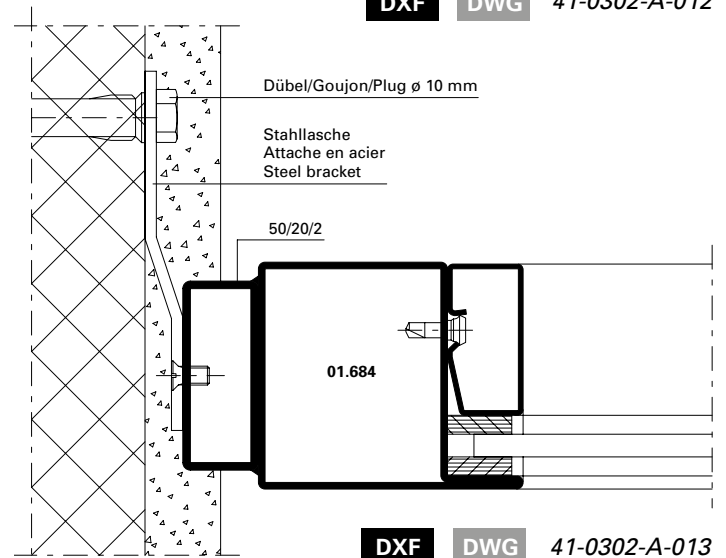 DXF DWG 41-0302-A-012
Dübel/Goujon/Plug ø 10 mm
Stahllasche
Attache en acier
Steel bracket
50/20/2
01.684
DXF DWG 41-0302-A-013